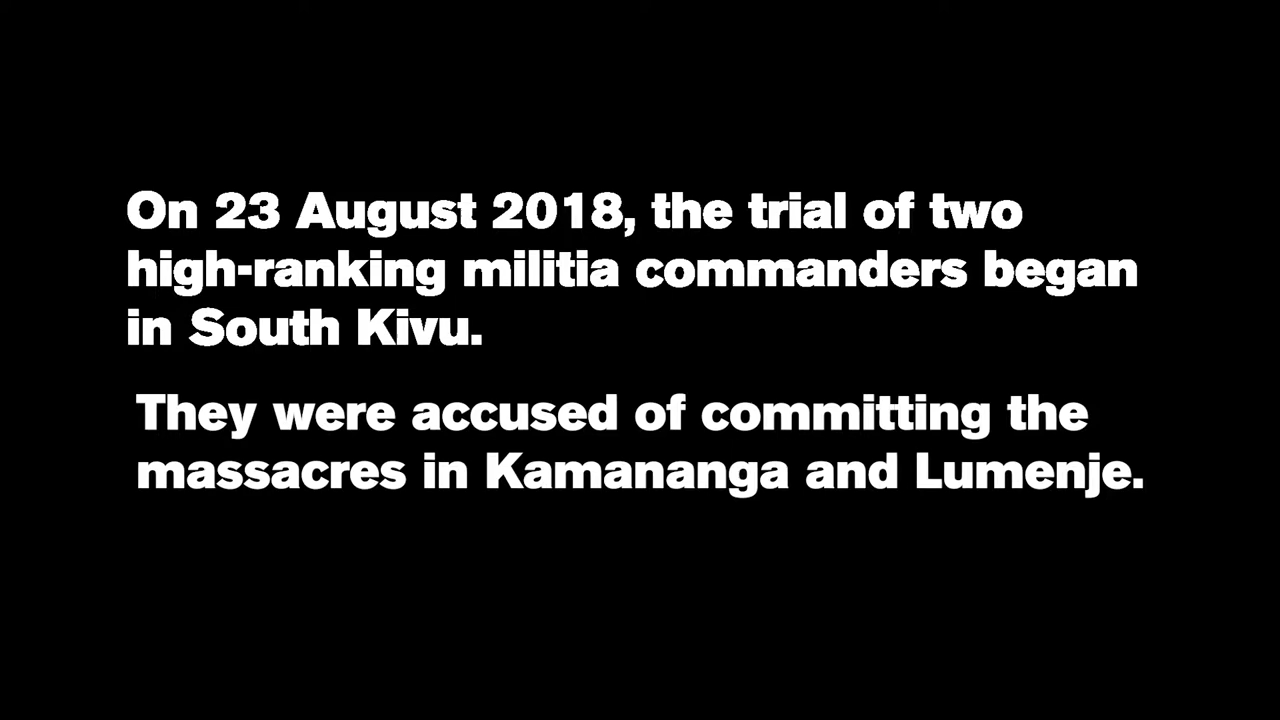 On 23 August 2018, the trial of two
high-ranking militia commanders began
in South Kivu.
They were accused of committing the
massacres in Kamananga and Lumenje.